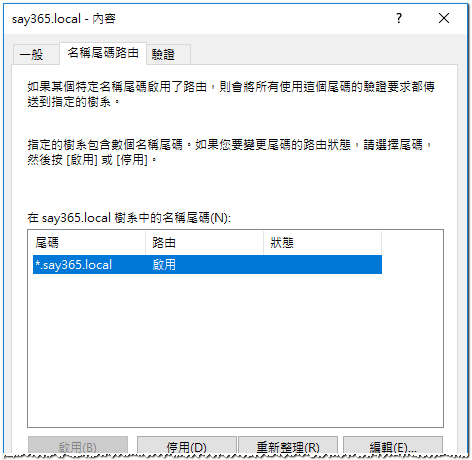 say365.local - 內容
一般
名稱尾碼路由
驗證
如果某個特定名稱尾碼啟用了路由，則會將所有使用這個尾碼的驗證要求都傳
送到指定的樹系。
指定的樹系包含數個名稱尾碼。如果您要變更尾碼的路由狀態，請選擇尾碼，
然後按 [啟用] 或 [停用]。
在 say365.local 樹系中的名稱尾碼(N):
尾碼 路由 狀態
*.say365.local 啟用
啟用(B) 停用(D) 重新整理(R) 編輯(E)...